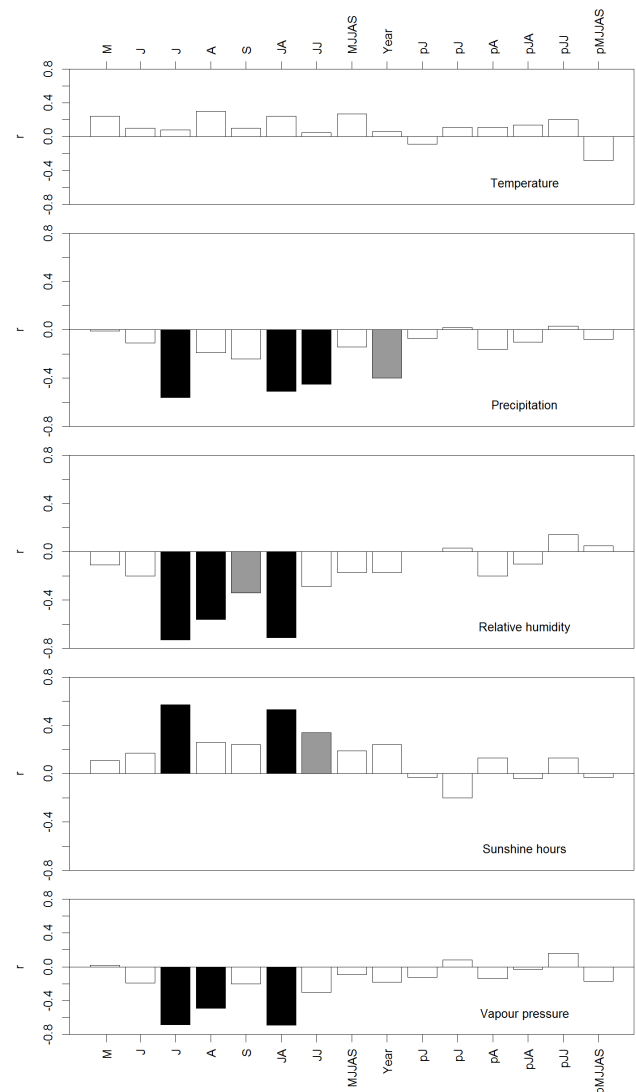 M J J A S JA JJ MJJAS Year pJ pJ pA pJA pJJ pMJJAS
0.8
0.4
0.0
-0.4
-0.8
r
Temperature
0.8
0.4
0.0
-0.4
-0.8
r
Precipitation
0.8
0.4
0.0
-0.4
-0.8
r
Relative humidity
0.8
0.4
0.0
-0.4
-0.8
r
Sunshine hours
0.8
0.4
0.0
-0.4
-0.8
r
Vapour pressure
M J J A S JA JJ MJJAS Year pJ pJ pA pJA pJJ pMJJAS